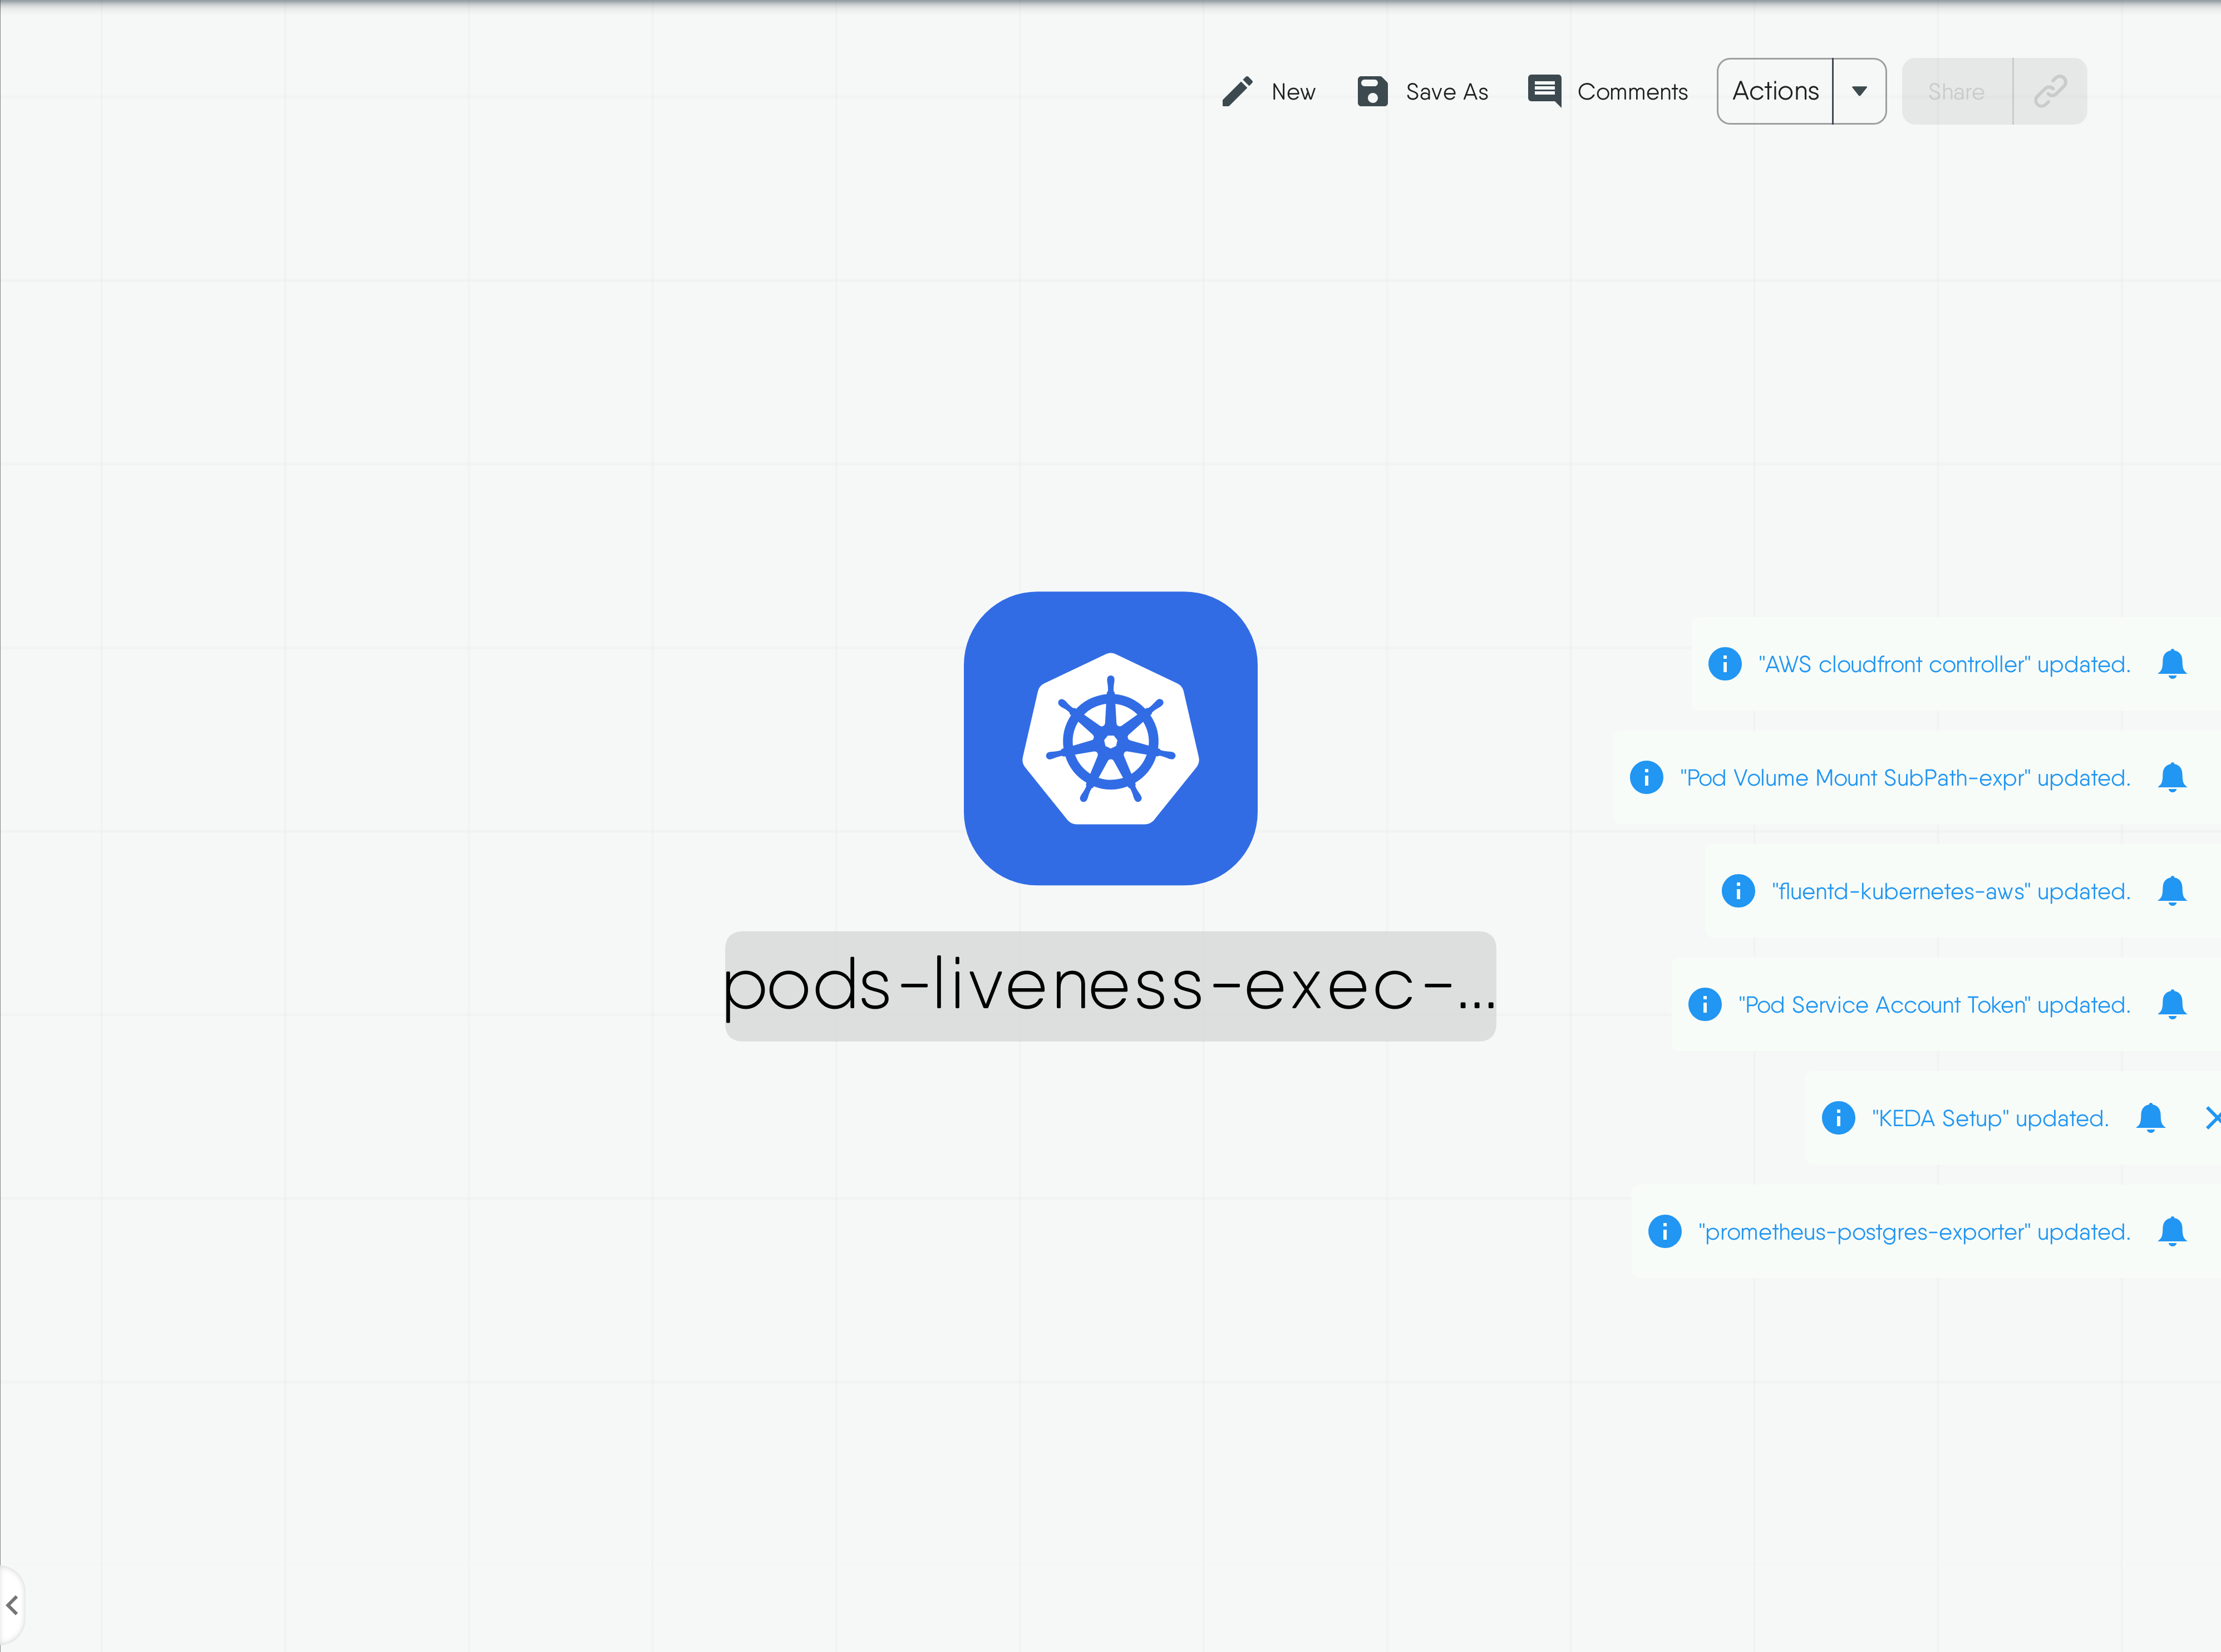 New
Save As
Comments
Actions
Share
pods-liveness-exec-...
"AWS cloudfront controller" updated.
"Pod Volume Mount SubPath-expr" updated.
"fluentd-kubernetes-aws" updated.
"Pod Service Account Token" updated.
"KEDA Setup" updated.
"prometheus-postgres-exporter" updated.